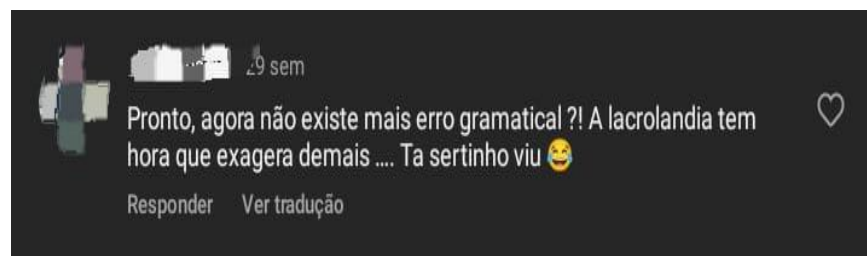 29 sem
Pronto, agora não existe mais erro gramatical ?! A lacrolandia tem
hora que exagera demais .... Ta sertinho viu 😂
Responder Ver tradução